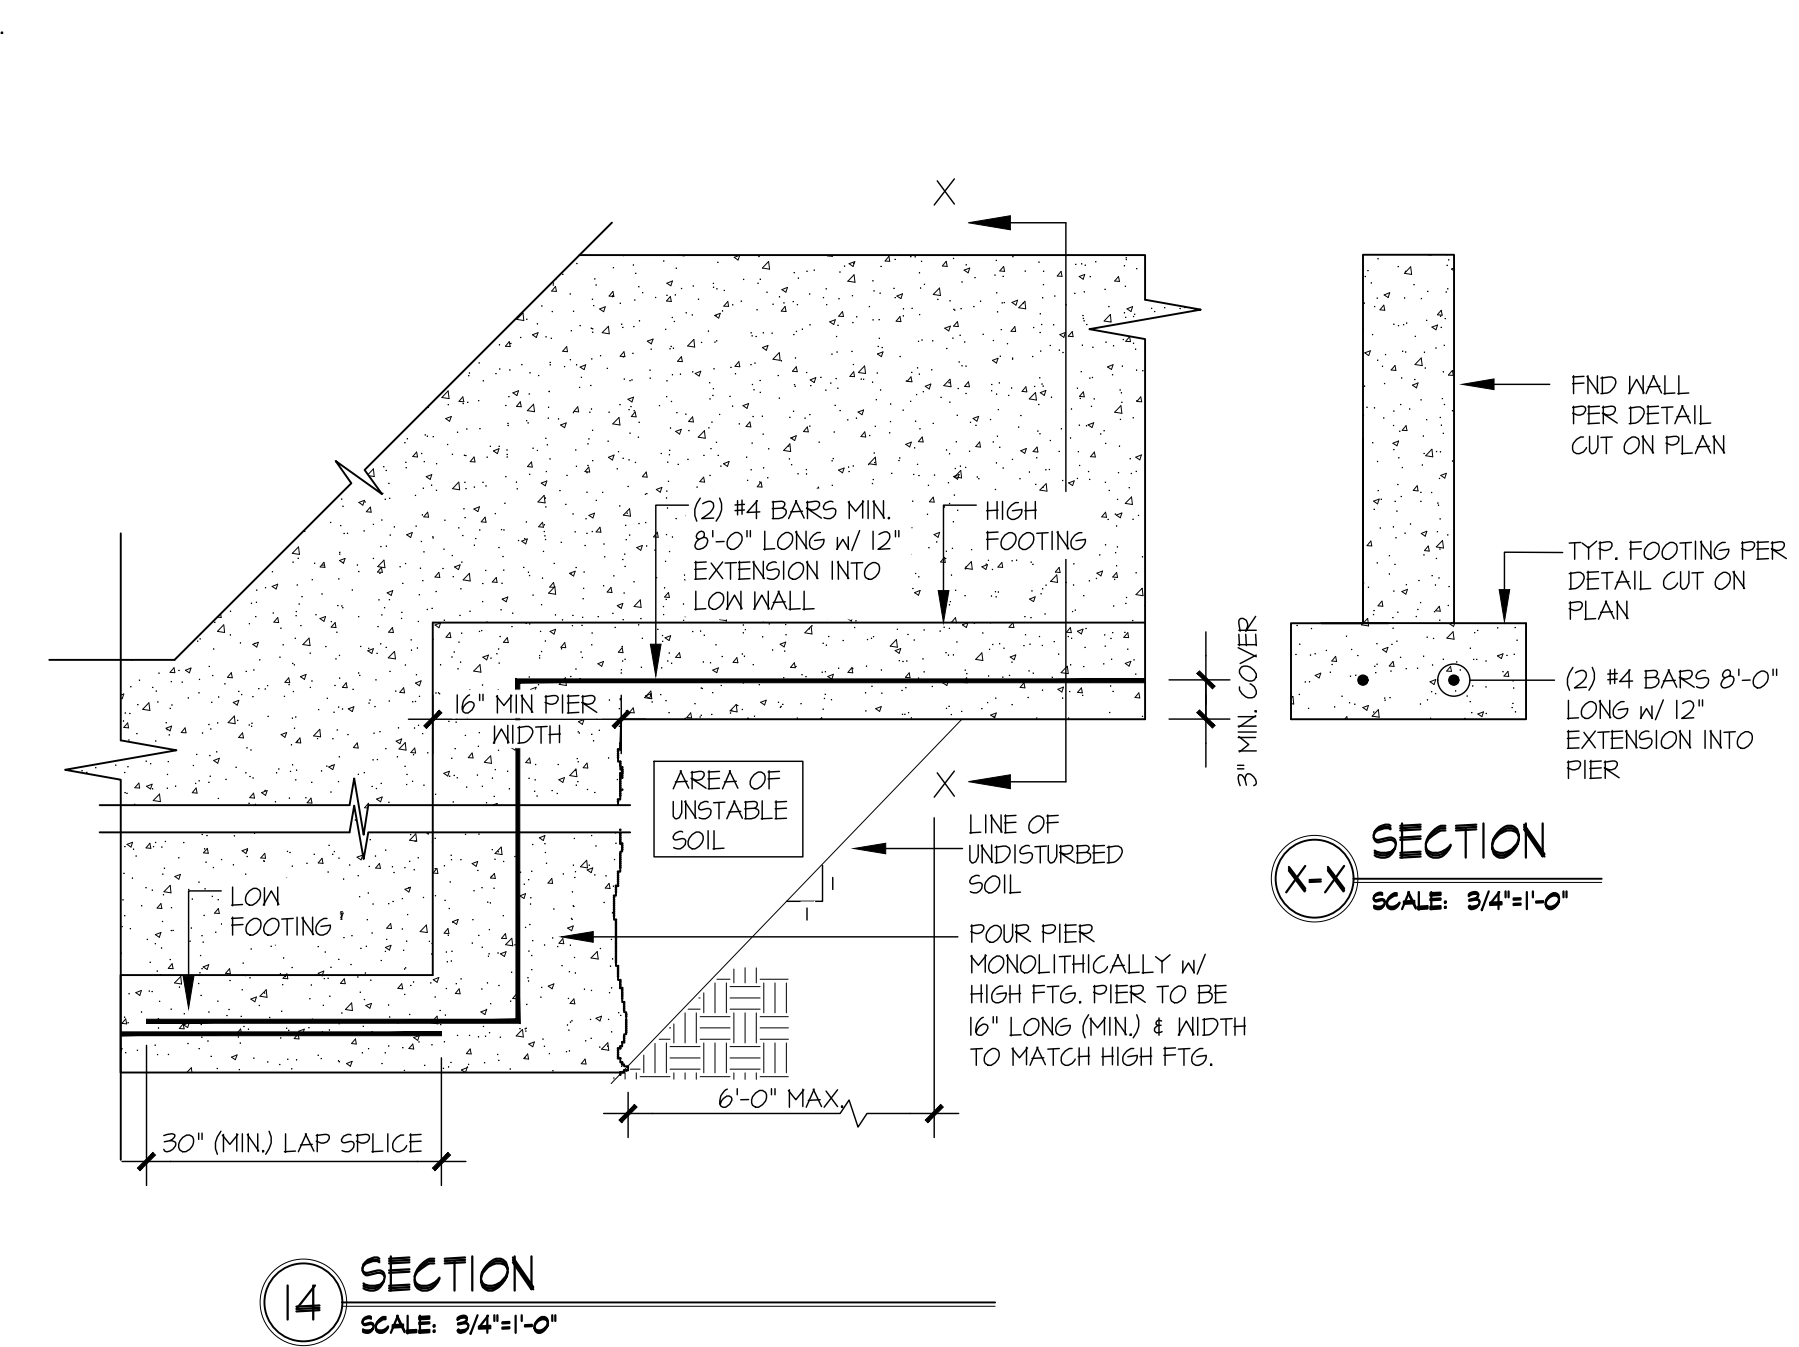 X
(2) #4 BARS MIN.
8'-0" LONG w/ 12"
EXTENSION INTO
LOW WALL
HIGH
FOOTING
16" MIN PIER
WIDTH
3" MIN. COVER
AREA OF
UNSTABLE
SOIL
X
LINE OF
UNDISTURBED
SOIL
1
1
LOW
FOOTING
POUR PIER
MONOLITHICALLY w/
HIGH FTG. PIER TO BE
16" LONG (MIN.) & WIDTH
TO MATCH HIGH FTG.
6'-0" MAX.
30" (MIN.) LAP SPLICE
14
SECTION
SCALE: 3/4"=1'-0"
FND WALL
PER DETAIL
CUT ON PLAN
TYP. FOOTING PER
DETAIL CUT ON
PLAN
(2) #4 BARS 8'-0"
LONG w/ 12"
EXTENSION INTO
PIER
X-X
SECTION
SCALE: 3/4"=1'-0"